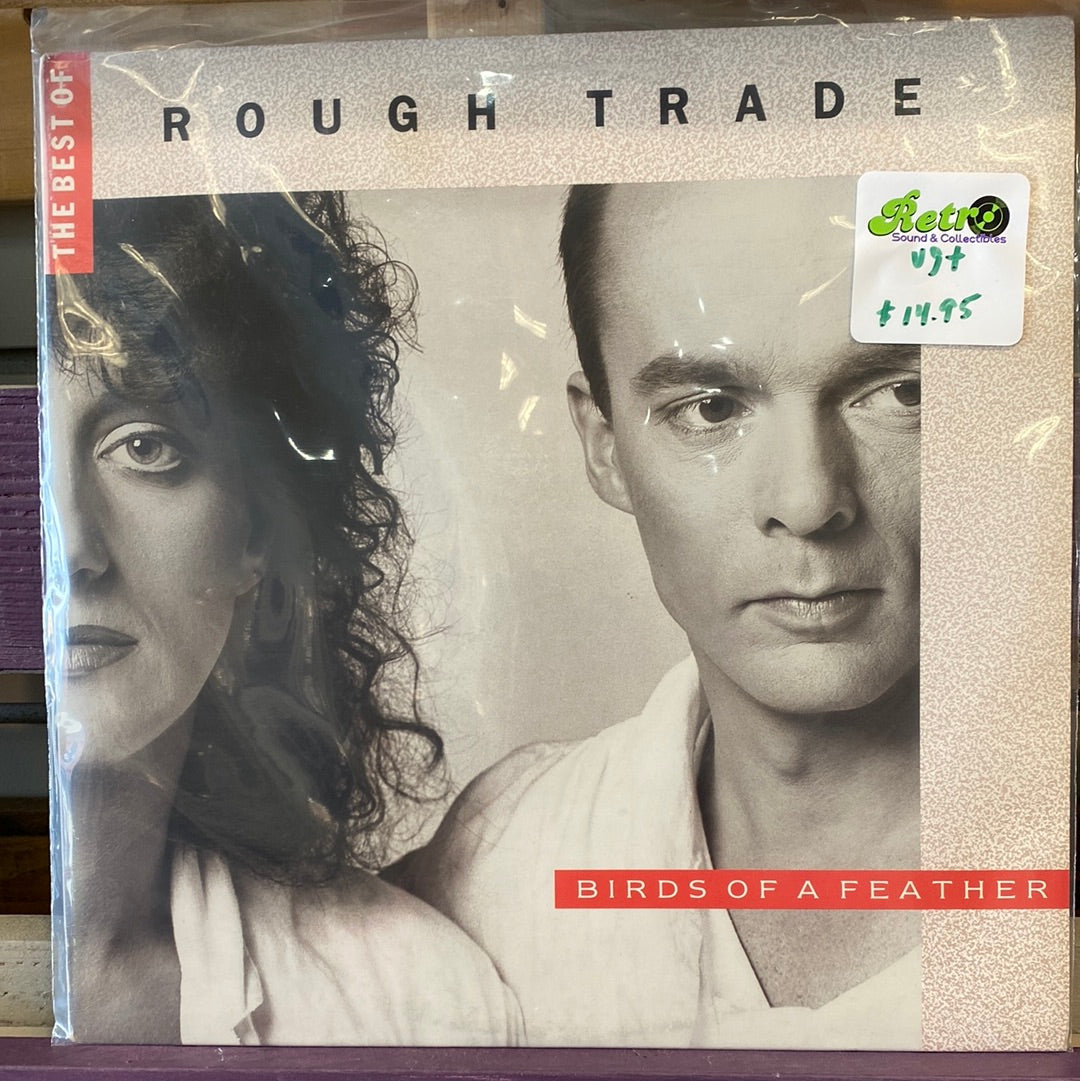 THE BEST OF
ROUGH TRADE
Retro
Sound & Collectibles
vg+
$14.95
BIRDS OF A FEATHER